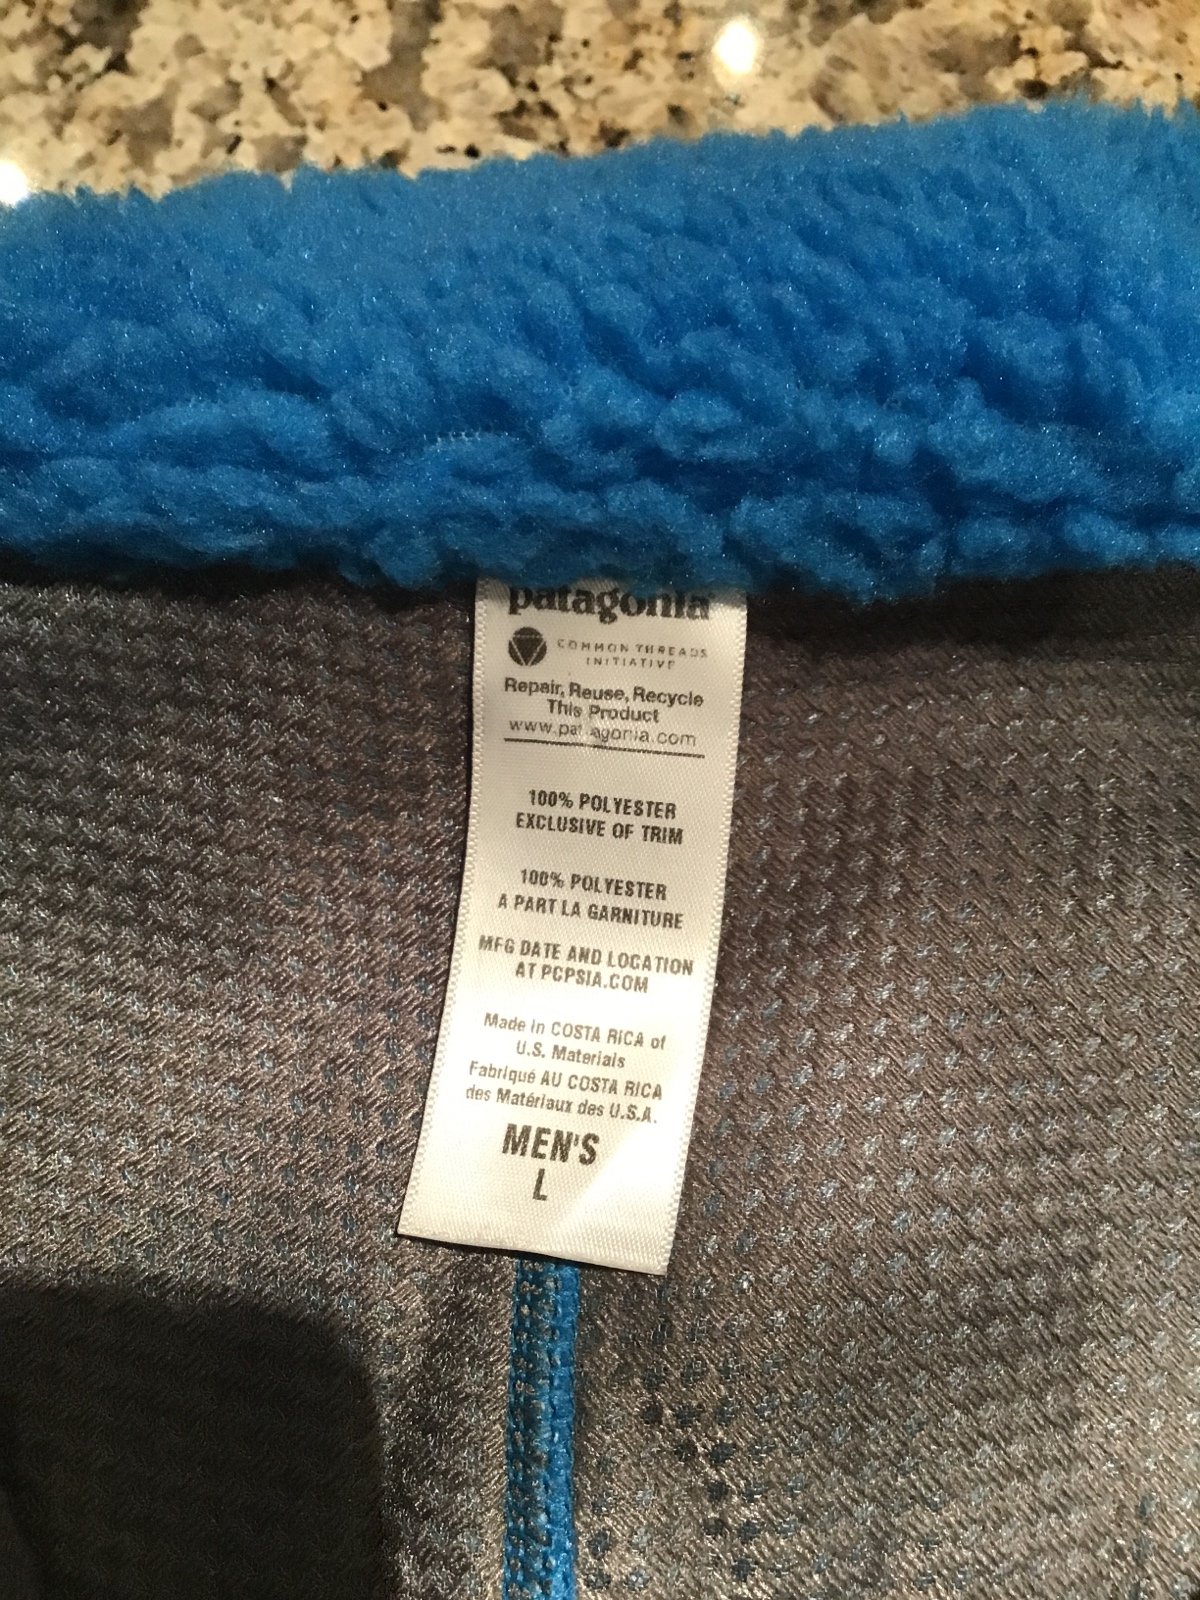 patagonia
COMMON THREADS
INITIATIVE
Repair, Reuse, Recycle
This Product
www.patagonia.com
100% POLYESTER
EXCLUSIVE OF TRIM
100% POLYESTER
A PART LA GARNITURE
MFG DATE AND LOCATION
AT PCPSIA.COM
Made in COSTA RICA of
U.S. Materials
Fabriqué AU COSTA RICA
des Matériaux des U.S.A.
MEN'S
L